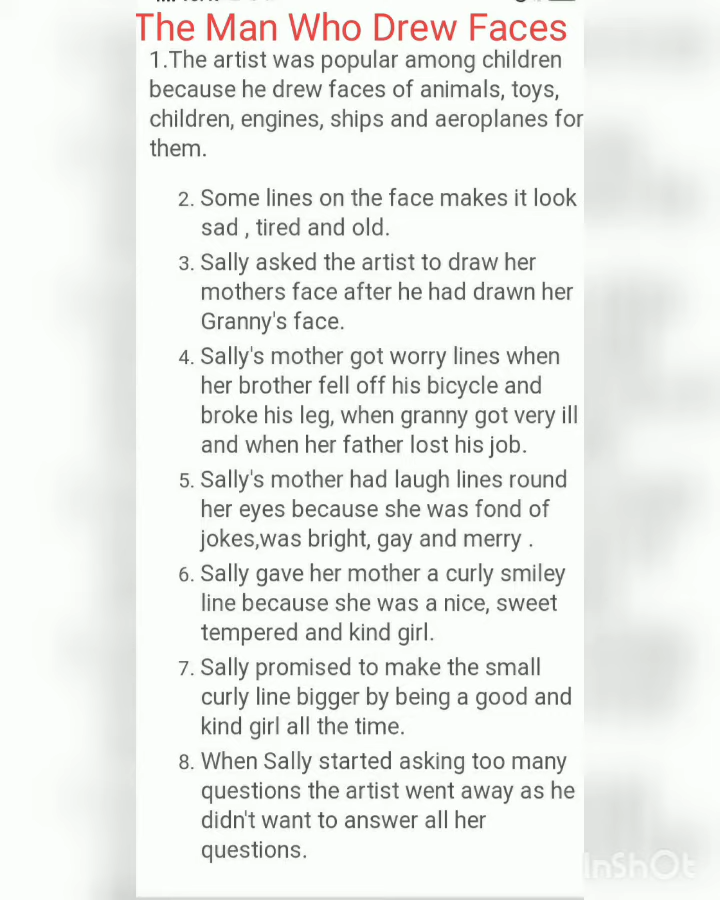 The Man Who Drew Faces
1.The artist was popular among children
because he drew faces of animals, toys,
children, engines, ships and aeroplanes for
them.
2. Some lines on the face makes it look
sad , tired and old.
3. Sally asked the artist to draw her
mothers face after he had drawn her
Granny's face.
4. Sally's mother got worry lines when
her brother fell off his bicycle and
broke his leg, when granny got very ill
and when her father lost his job.
5. Sally's mother had laugh lines round
her eyes because she was fond of
jokes,was bright, gay and merry .
6. Sally gave her mother a curly smiley
line because she was a nice, sweet
tempered and kind girl.
7. Sally promised to make the small
curly line bigger by being a good and
kind girl all the time.
8. When Sally started asking too many
questions the artist went away as he
didn't want to answer all her
questions.
InShOt